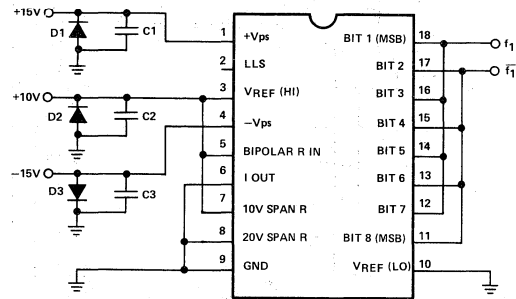 +15V
D1
C1
1
+Vps
BIT 1 (MSB)
18
f1
2
LLS
BIT 2
17
f1
+10V
3
VREF (HI)
BIT 3
16
D2
C2
4
−Vps
BIT 4
15
5
BIPOLAR R IN
BIT 5
14
−15V
6
I OUT
BIT 6
13
D3
C3
7
10V SPAN R
BIT 7
12
8
20V SPAN R
BIT 8 (MSB)
11
9
GND
VREF (LO)
10